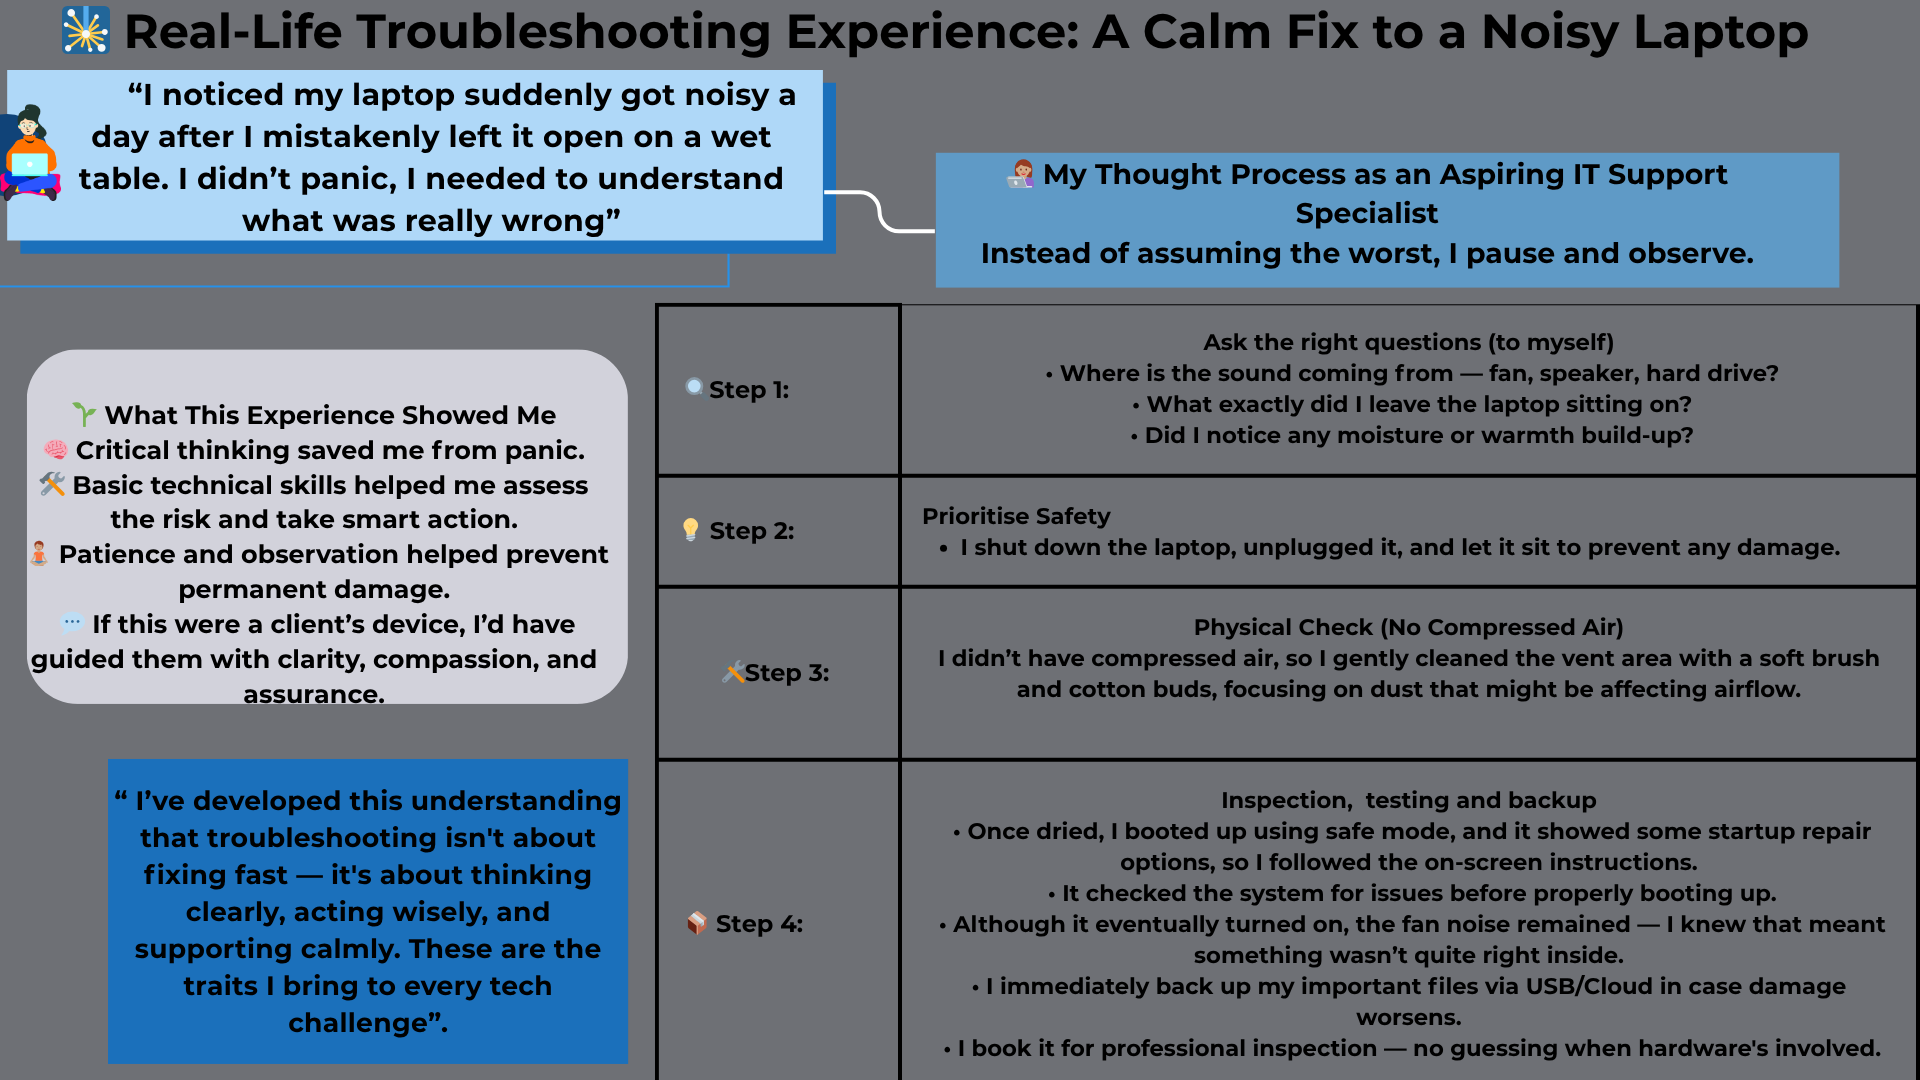 Real-Life Troubleshooting Experience: A Calm Fix to a Noisy Laptop
“I noticed my laptop suddenly got noisy a
day after I mistakenly left it open on a wet
table. I didn’t panic, I needed to understand
what was really wrong”
My Thought Process as an Aspiring IT Support
Specialist
Instead of assuming the worst, I pause and observe.
What This Experience Showed Me
Critical thinking saved me from panic.
Basic technical skills helped me assess
the risk and take smart action.
Patience and observation helped prevent
permanent damage.
If this were a client’s device, I’d have
guided them with clarity, compassion, and
assurance.
“ I’ve developed this understanding
that troubleshooting isn't about
fixing fast — it's about thinking
clearly, acting wisely, and
supporting calmly. These are the
traits I bring to every tech
challenge”.
Step 1:
Ask the right questions (to myself)
• Where is the sound coming from — fan, speaker, hard drive?
• What exactly did I leave the laptop sitting on?
• Did I notice any moisture or warmth build-up?
Step 2:
Prioritise Safety
• I shut down the laptop, unplugged it, and let it sit to prevent any damage.
Step 3:
Physical Check (No Compressed Air)
I didn’t have compressed air, so I gently cleaned the vent area with a soft brush
and cotton buds, focusing on dust that might be affecting airflow.
Step 4:
Inspection,  testing and backup
• Once dried, I booted up using safe mode, and it showed some startup repair
options, so I followed the on-screen instructions.
• It checked the system for issues before properly booting up.
• Although it eventually turned on, the fan noise remained — I knew that meant
something wasn’t quite right inside.
• I immediately back up my important files via USB/Cloud in case damage
worsens.
• I book it for professional inspection — no guessing when hardware's involved.